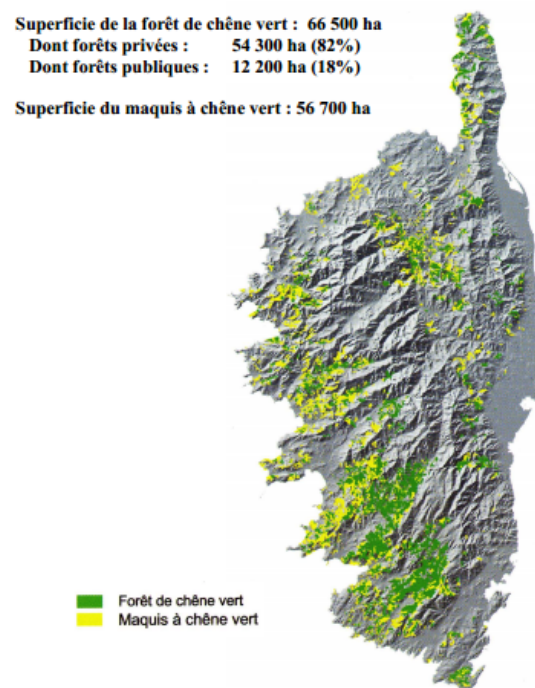 Superficie de la forêt de chêne vert : 66 500 ha
Dont forêts privées : 54 300 ha (82%)
Dont forêts publiques : 12 200 ha (18%)
Superficie du maquis à chêne vert : 56 700 ha
Forêt de chêne vert
Maquis à chêne vert